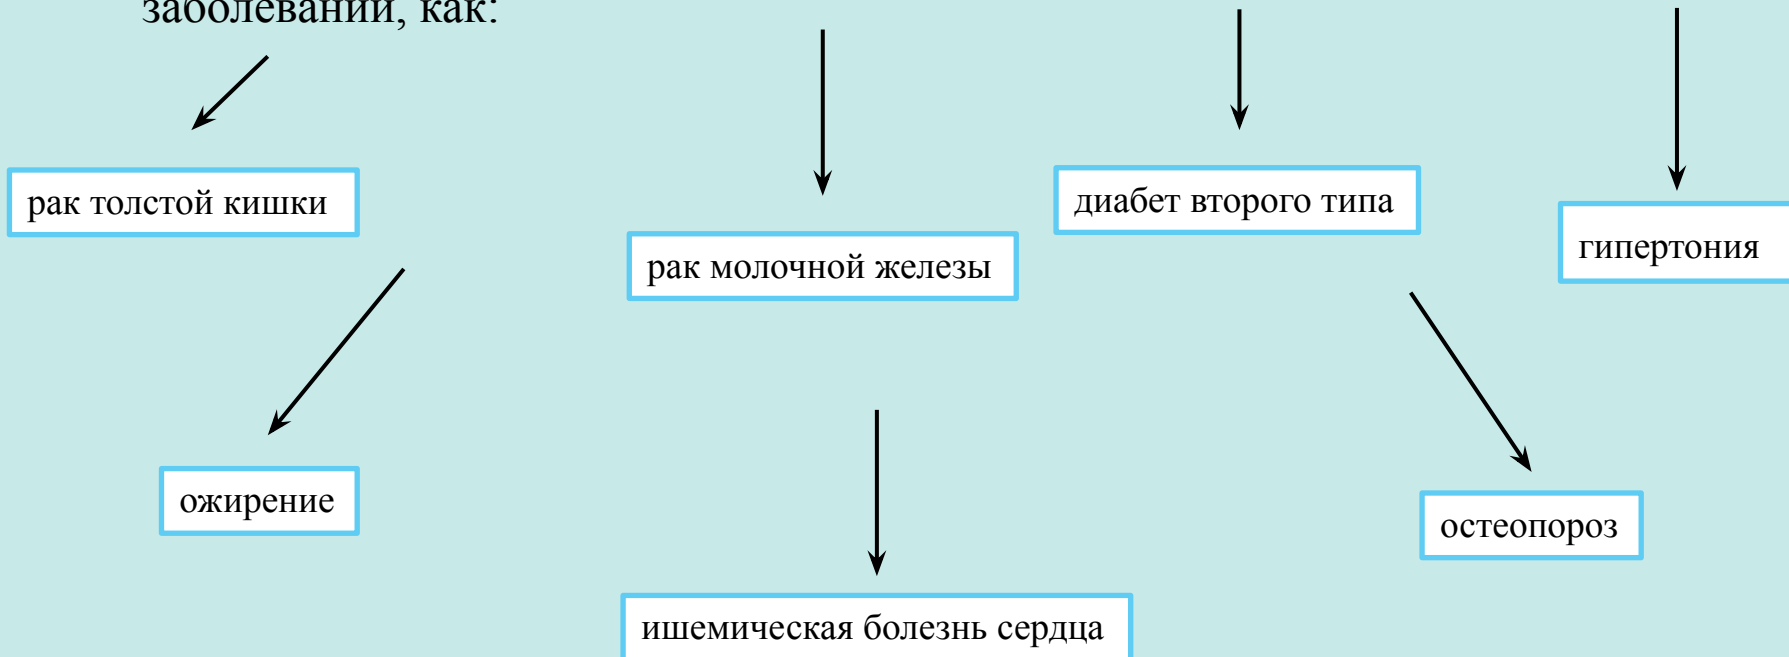 заболеваний, как:
рак толстой кишки
рак молочной железы
диабет второго типа
гипертония
ожирение
остеопороз
ишемическая болезнь сердца